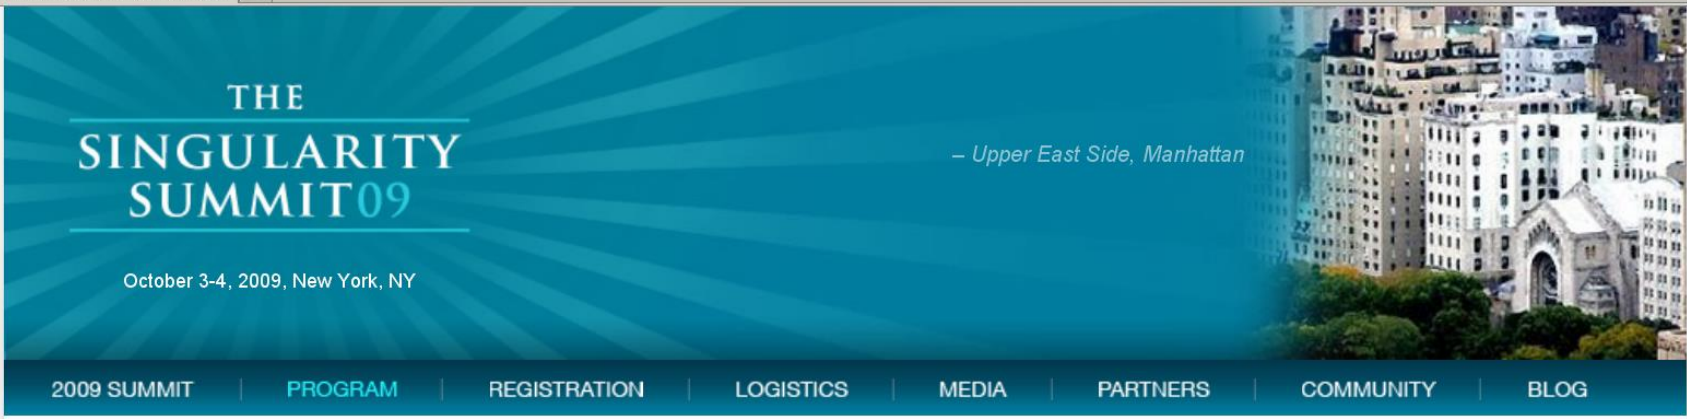 THE
SINGULARITY
SUMMIT09
October 3-4, 2009, New York, NY
– Upper East Side, Manhattan
2009 SUMMIT | PROGRAM | REGISTRATION | LOGISTICS | MEDIA | PARTNERS | COMMUNITY | BLOG